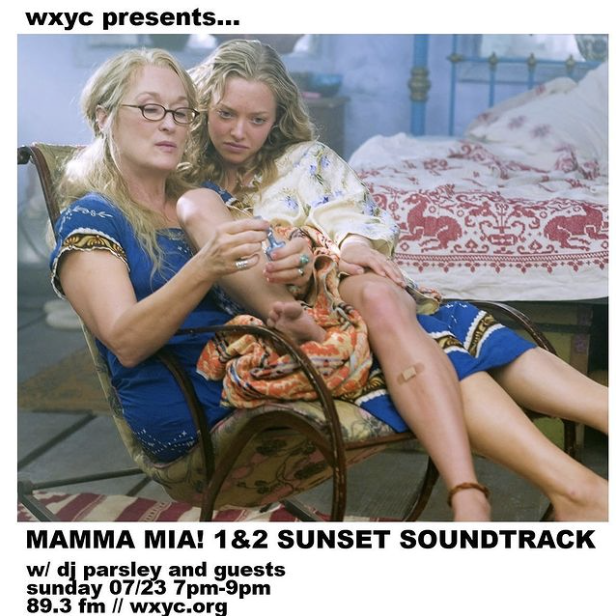 wxyc presents...
MAMMA MIA! 1&2 SUNSET SOUNDTRACK
w/ dj parsley and guests
sunday 07/23 7pm-9pm
89.3 fm // wxyc.org